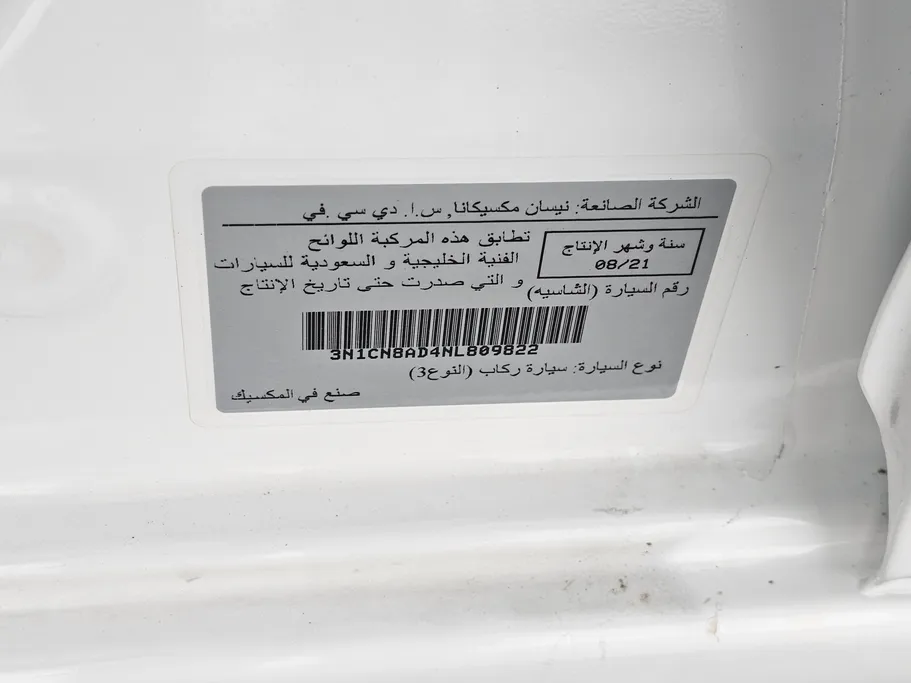 الشركة الصانعة: نيسان مكسيكانا, س.ا. دي سي .في
سنة وشهر الإنتاج
08/21
تطابق هذه المركبة اللوائح
الفنية الخليجية و السعودية للسيارات
و التي صدرت حتى تاريخ الإنتاج
رقم السيارة (الشاسيه)
3N1CN8AD4NL809822
نوع السيارة: سيارة ركاب (النوع3)
صنع في المكسيك